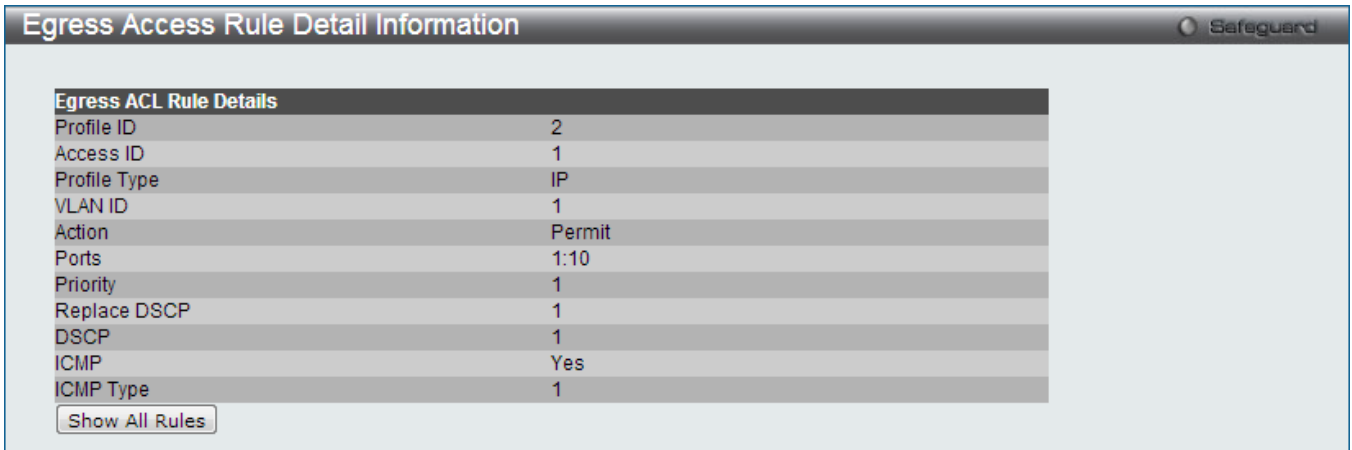 Egress Access Rule Detail Information
Safeguard
Egress ACL Rule Details
Profile ID 2
Access ID 1
Profile Type IP
VLAN ID 1
Action Permit
Ports 1:10
Priority 1
Replace DSCP 1
DSCP 1
ICMP Yes
ICMP Type 1
Show All Rules